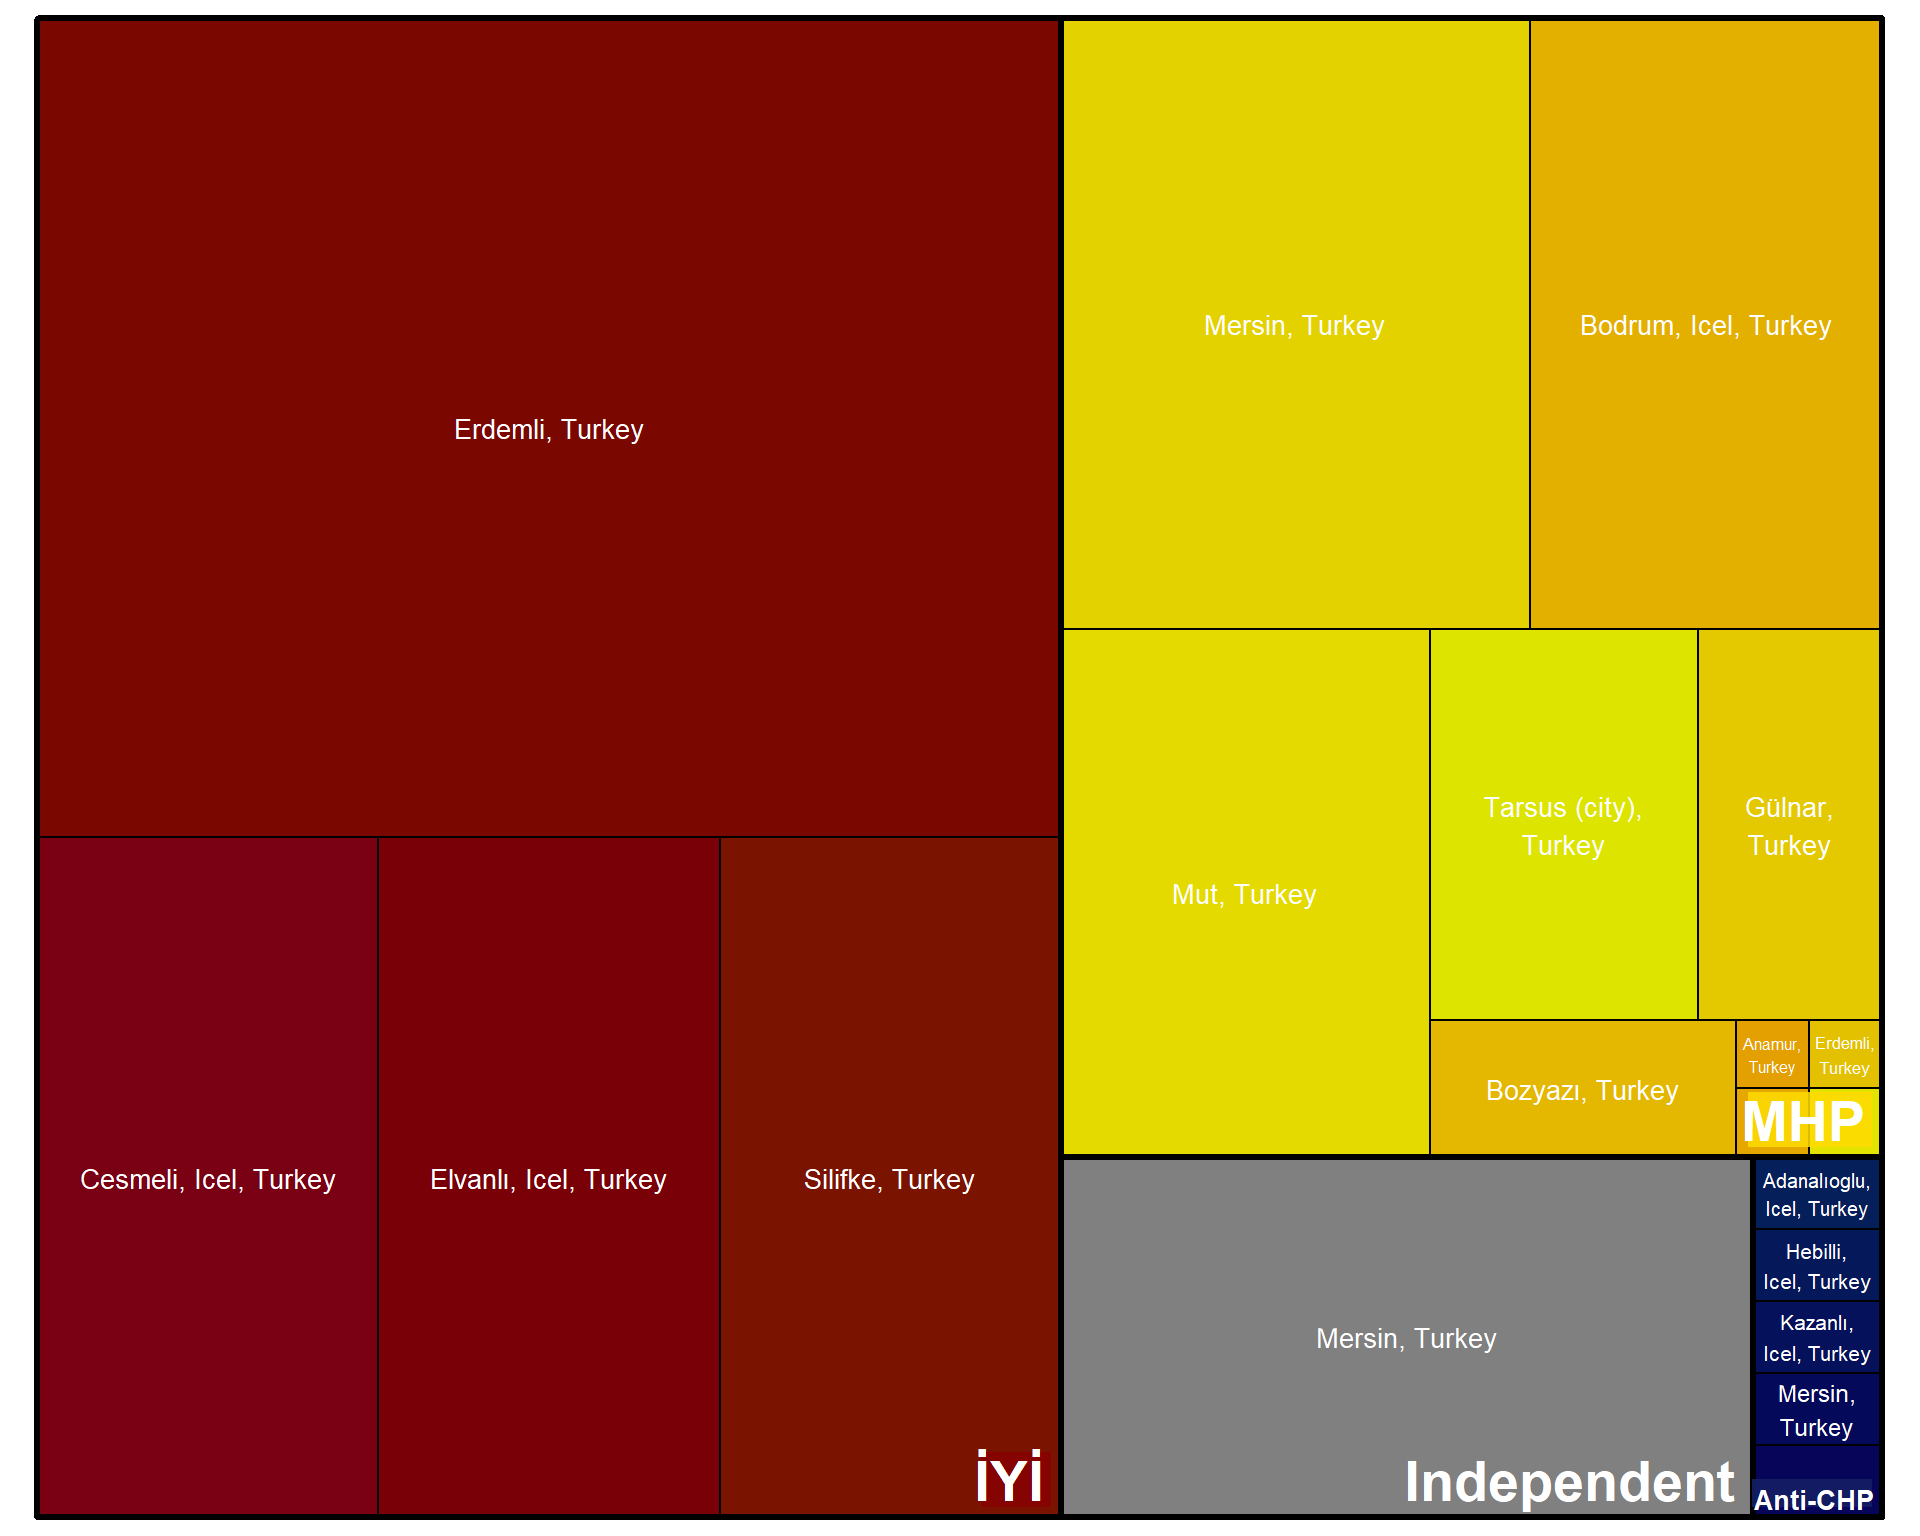 Erdemli, Turkey
Cesmeli, Icel, Turkey
Elvanlı, Icel, Turkey
Silifke, Turkey
İYİ
Mersin, Turkey
Bodrum, Icel, Turkey
Mut, Turkey
Tarsus (city),
Turkey
Gülnar,
Turkey
Bozyazı, Turkey
Anamur,
Turkey
Erdemli,
Turkey
MHP
Mersin, Turkey
Independent
Adanalıoglu,
Icel, Turkey
Hebilli,
Icel, Turkey
Kazanlı,
Icel, Turkey
Mersin,
Turkey
Anti-CHP